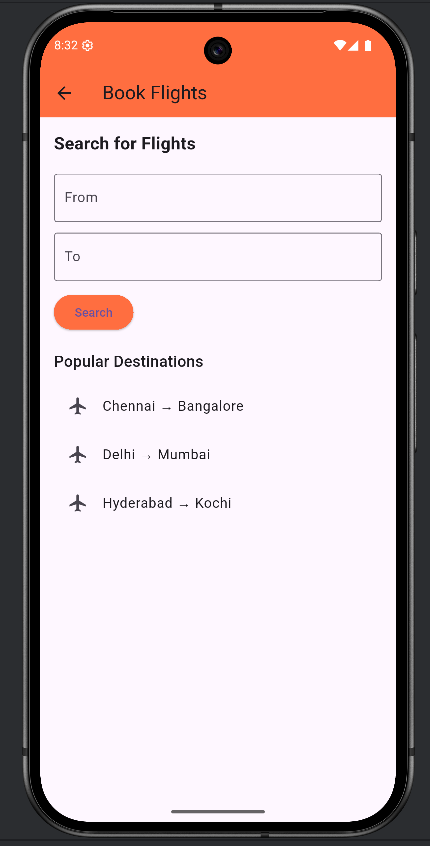 8:32
Book Flights
Search for Flights
From
To
Search
Popular Destinations
Chennai → Bangalore
Delhi → Mumbai
Hyderabad → Kochi